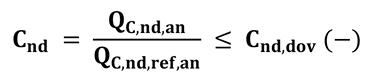 C_nd = Q_C,nd,an / Q_C,nd,ref,an ≤ C_nd,dov (−)